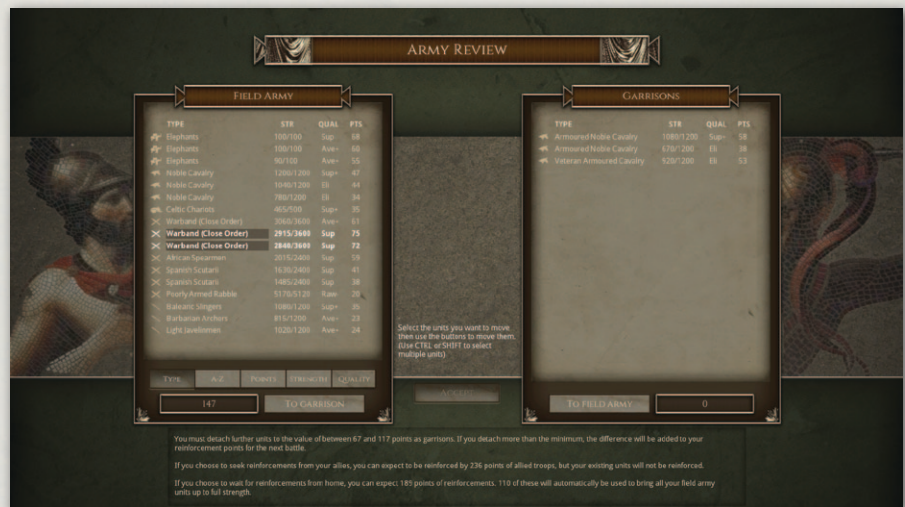 ARMY REVIEW
FIELD ARMY
TYPE STR QUAL PTS
Elephants 100/100 Sup 68
Elephants 100/100 Ave+ 60
Elephants 90/100 Ave+ 55
Noble Cavalry 1200/1200 Sup+ 47
Noble Cavalry 1040/1200 Eli 44
Noble Cavalry 780/1200 Eli 34
Celtic Chariots 465/500 Sup+ 35
Warband (Close Order) 3060/3600 Ave+ 61
Warband (Close Order) 2915/3600 Sup 75
Warband (Close Order) 2840/3600 Sup 72
African Spearmen 2015/2400 Sup 59
Spanish Scutarii 1630/2400 Sup 41
Spanish Scutarii 1485/2400 Sup 38
Poorly Armed Rabble 5170/5120 Raw 20
Balearic Slingers 1080/1200 Sup+ 35
Barbarian Archers 815/1200 Ave+ 23
Light Javelinmen 1020/1200 Ave+ 24
TYPE A-Z POINTS STRENGTH QUALITY
147 TO GARRISON
Select the units you want to move
then use the buttons to move them.
(Use CTRL or SHIFT to select
multiple units)
ACCEPT
GARRISONS
TYPE STR QUAL PTS
Armoured Noble Cavalry 1080/1200 Sup+ 58
Armoured Noble Cavalry 670/1200 Eli 38
Veteran Armoured Cavalry 920/1200 Eli 53
TO FIELD ARMY 0
You must detach further units to the value of between 67 and 117 points as garrisons. If you detach more than the minimum, the difference will be added to your
reinforcement points for the next battle.
If you choose to seek reinforcements from your allies, you can expect to be reinforced by 236 points of allied troops, but your existing units will not be reinforced.
If you choose to wait for reinforcements from home, you can expect 185 points of reinforcements. 110 of these will automatically be used to bring all your field army
units up to full strength.